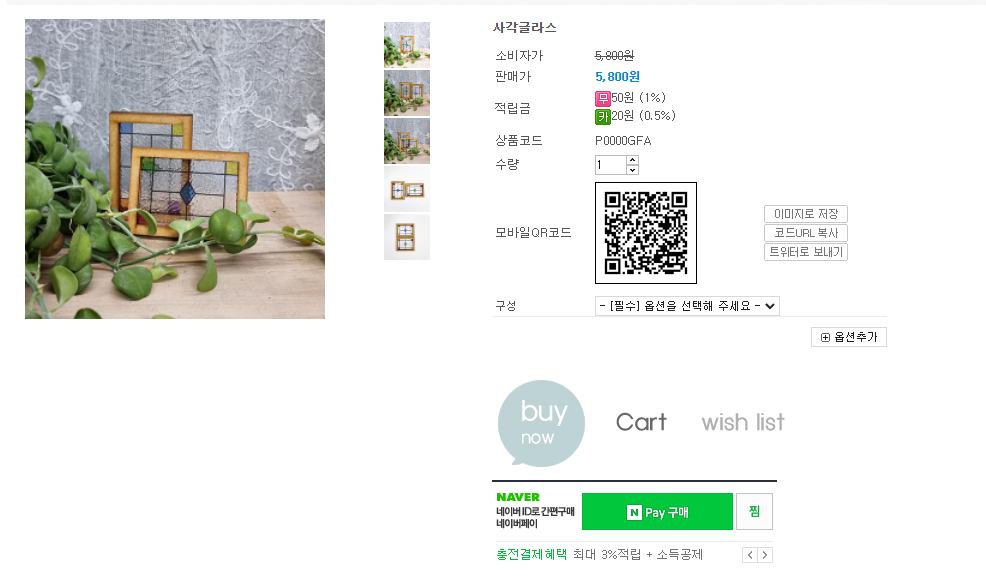 사각글라스
소비자가 5,800원
판매가 5,800원
적립금
무 50원 (1%)
카 20원 (0.5%)
상품코드 P0000GFA
수량 1
모바일QR코드
이미지로 저장
코드URL 복사
트위터로 보내기
구성 - [필수] 옵션을 선택해 주세요 -
옵션추가
buy
now
Cart
wish list
NAVER
네이버 ID로 간편구매
네이버페이
N Pay 구매
찜
충전결제혜택 최대 3%적립 + 소득공제